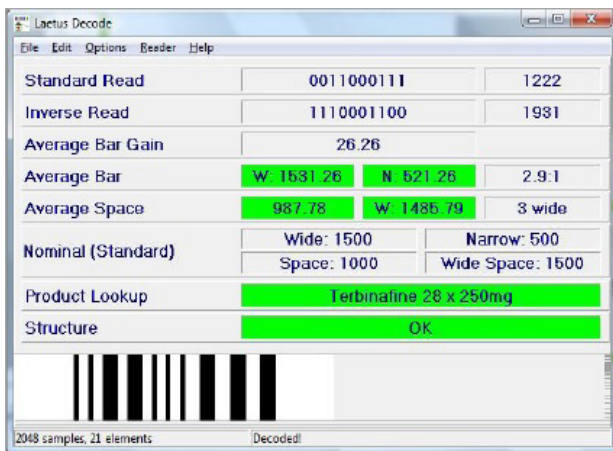 Laetus Decode
File Edit Options Reader Help
Standard Read 0011000111 1222
Inverse Read 1110001100 1931
Average Bar Gain 26.26
Average Bar W: 1531.26 N: 521.26 2.9:1
Average Space 987.78 W: 1485.79 3 wide
Nominal (Standard) Wide: 1500 Narrow: 500
Space: 1000 Wide Space: 1500
Product Lookup Terbinafine 28 x 250mg
Structure OK
2048 samples, 21 elements Decoded!